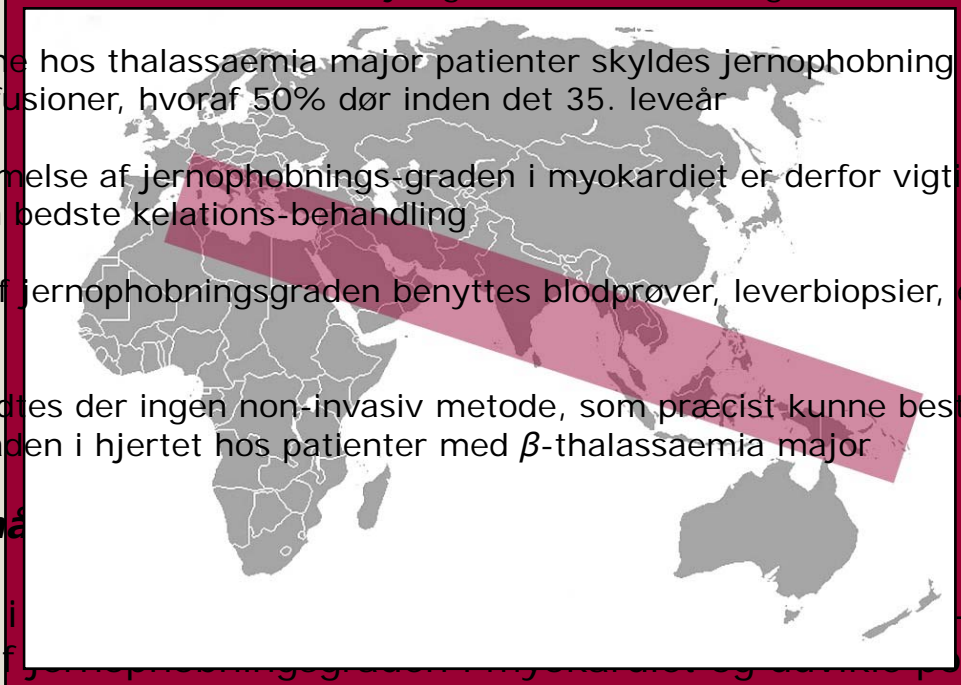 hos thalassaemia major patienter skyldes jernophobning
fusioner, hvoraf 50% dør inden det 35. leveår
melse af jernophobnings-graden i myokardiet er derfor vigti
bedste kelations-behandling
f jernophobningsgraden benyttes blodprøver, leverbiopsier,
dtes der ingen non-invasiv metode, som præcist kunne best
den i hjertet hos patienter med β-thalassaemia major
i